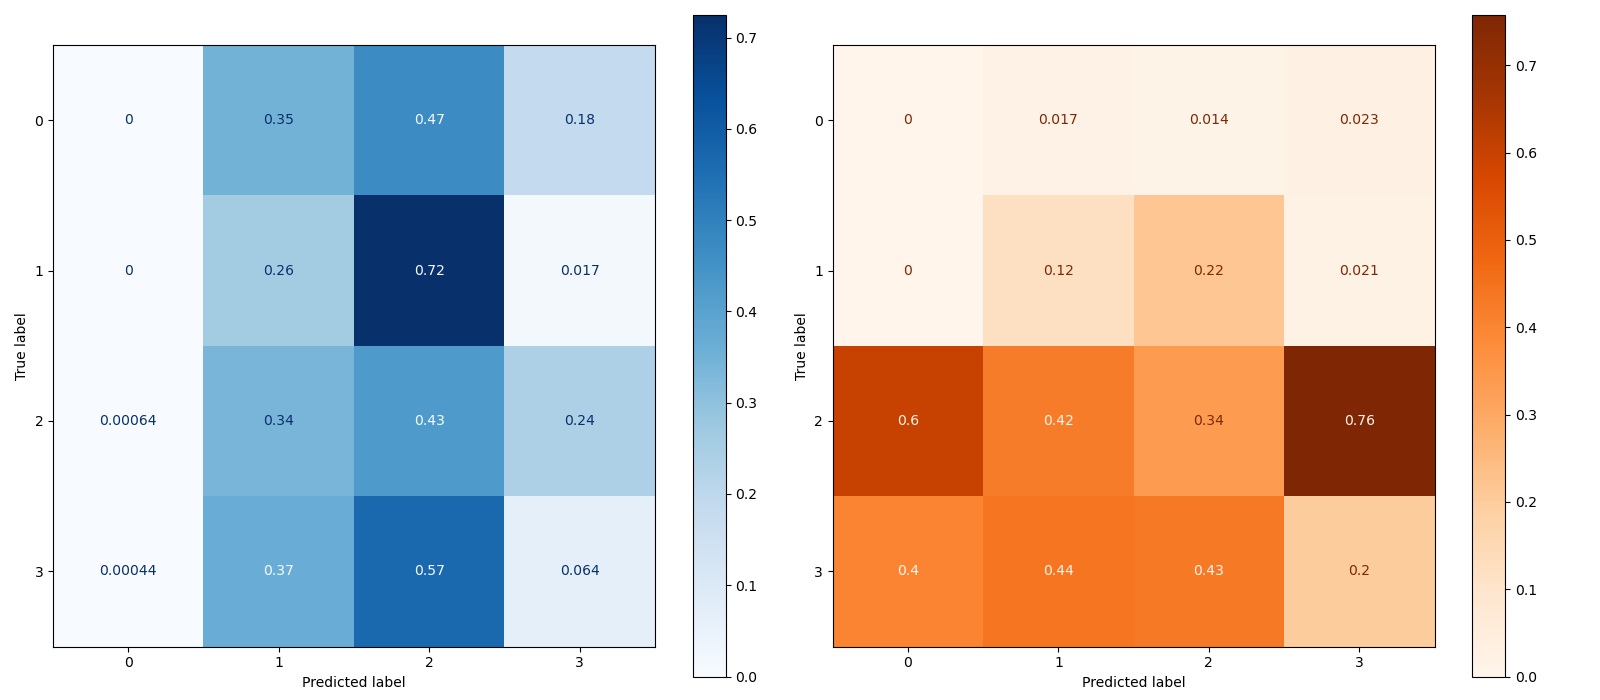 0 0 0.35 0.47 0.18
1 0 0.26 0.72 0.017
2 0.00064 0.34 0.43 0.24
3 0.00044 0.37 0.57 0.064
0 1 2 3
Predicted label
True label
0.7
0.6
0.5
0.4
0.3
0.2
0.1
0.0
0 0 0.017 0.014 0.023
1 0 0.12 0.22 0.021
2 0.6 0.42 0.34 0.76
3 0.4 0.44 0.43 0.2
0 1 2 3
Predicted label
True label
0.7
0.6
0.5
0.4
0.3
0.2
0.1
0.0